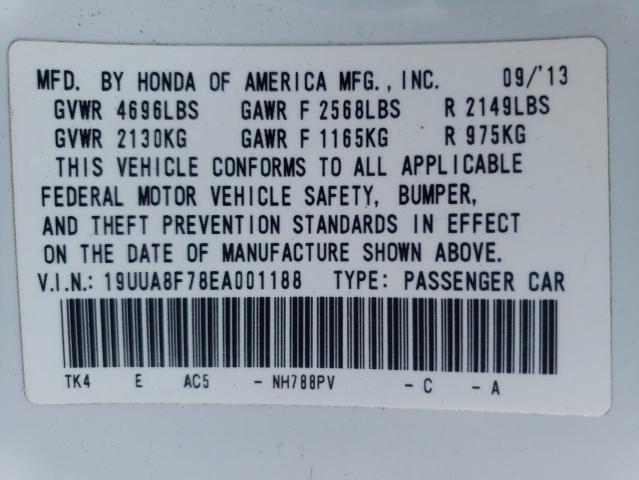 MFD. BY HONDA OF AMERICA MFG., INC. 09/'13
GVWR 4696LBS GAWR F 2568LBS R 2149LBS
GVWR 2130KG GAWR F 1165KG R 975KG
THIS VEHICLE CONFORMS TO ALL APPLICABLE
FEDERAL MOTOR VEHICLE SAFETY, BUMPER,
AND THEFT PREVENTION STANDARDS IN EFFECT
ON THE DATE OF MANUFACTURE SHOWN ABOVE.
V.I.N.: 19UUA8F78EA001188 TYPE: PASSENGER CAR
TK4 E AC5 - NH788PV - C - A